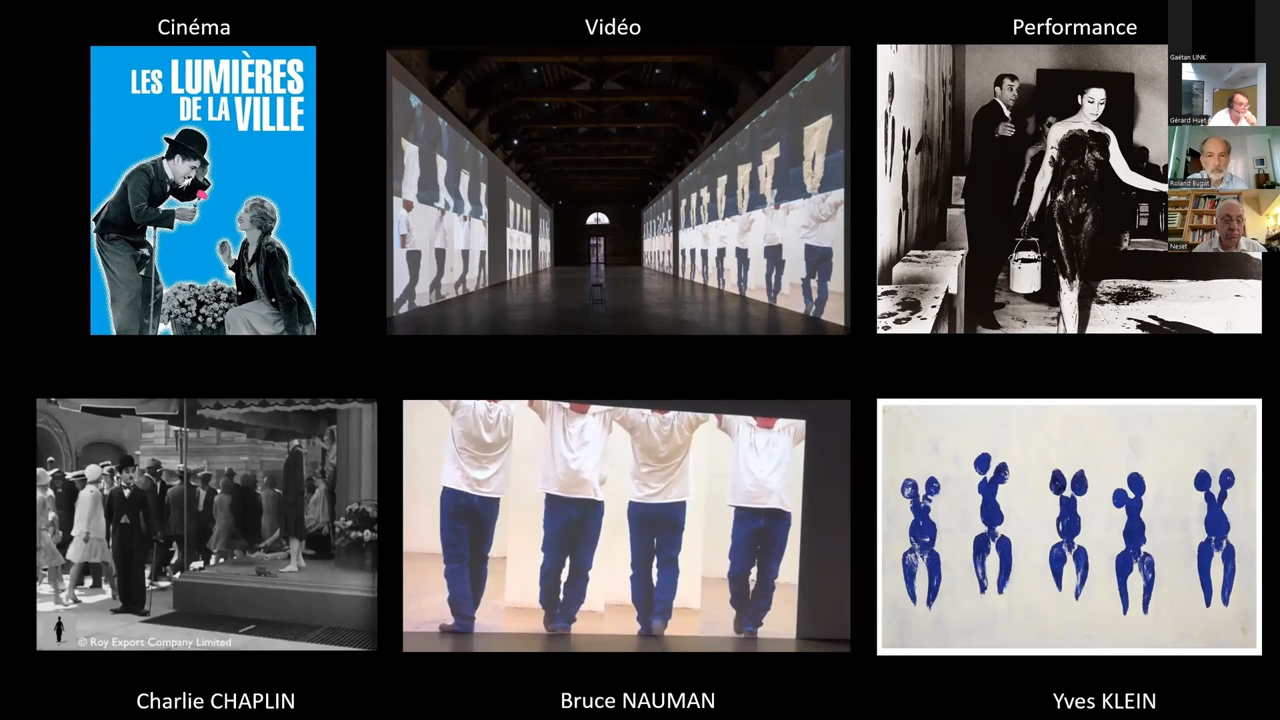 Cinéma
Vidéo
Performance
LES LUMIÈRES
DE LA VILLE
Gaëtan LINK
Gérard Huet
Roland Bugat
Neset
© Roy Export Company Limited
Charlie CHAPLIN
Bruce NAUMAN
Yves KLEIN